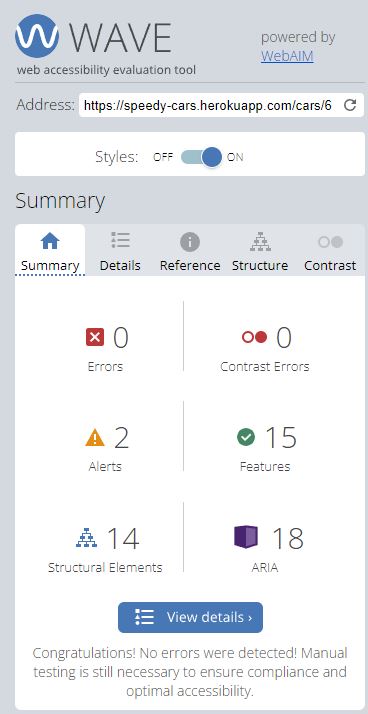 WAVE
web accessibility evaluation tool
powered by
WebAIM
Address: https://speedy-cars.herokuapp.com/cars/6
Styles: OFF ON
Summary
Summary Details Reference Structure Contrast
0
Errors
0
Contrast Errors
2
Alerts
15
Features
14
Structural Elements
18
ARIA
View details ›
Congratulations! No errors were detected! Manual
testing is still necessary to ensure compliance and
optimal accessibility.